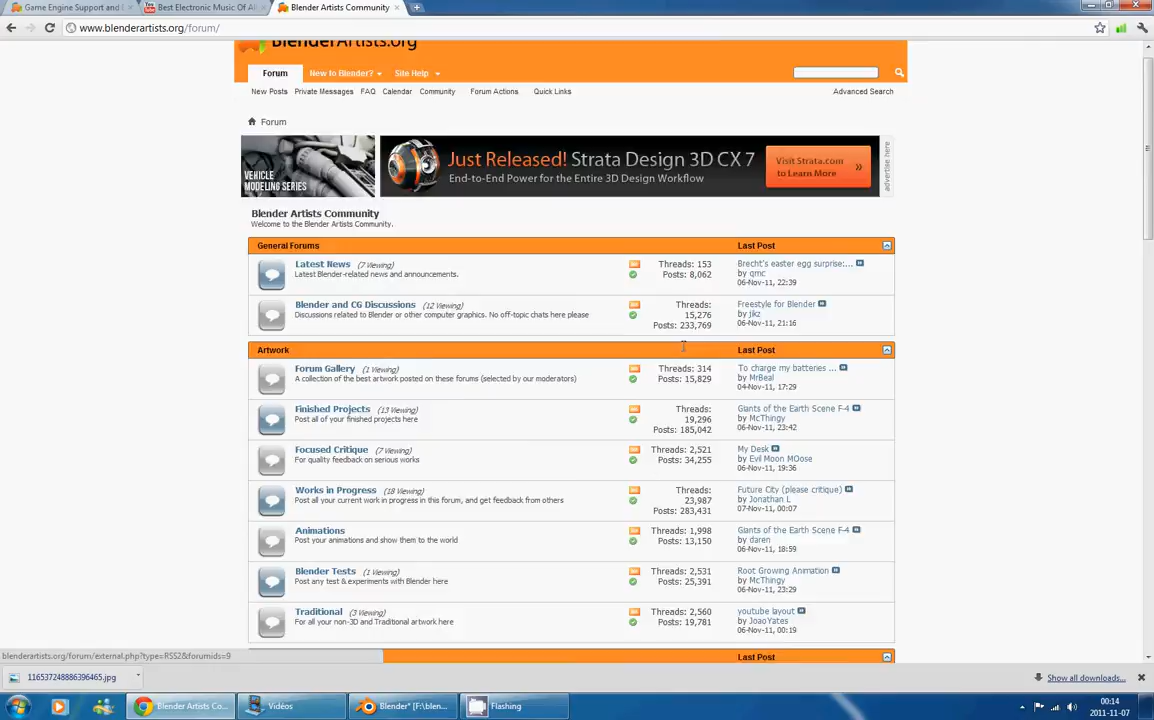 Game Engine Support and
Best Electronic Music Of Al
Blender Artists Community
www.blenderartists.org/forum/
BlenderArtists.org
Forum
New to Blender?
Site Help
New Posts
Private Messages
FAQ
Calendar
Community
Forum Actions
Quick Links
Advanced Search
Forum
VEHICLE
MODELING SERIES
Just Released! Strata Design 3D CX 7
End-to-End Power for the Entire 3D Design Workflow
Visit Strata.com
to Learn More
advertise here
Blender Artists Community
Welcome to the Blender Artists Community.
General Forums
Last Post
Latest News (7 Viewing)
Latest Blender-related news and announcements.
Threads: 153
Posts: 8,062
Brecht's easter egg surprise:...
by qmc
06-Nov-11, 22:39
Blender and CG Discussions (12 Viewing)
Discussions related to Blender or other computer graphics. No off-topic chats here please
Threads:
15,276
Posts: 233,769
Freestyle for Blender
by jikz
06-Nov-11, 21:16
Artwork
Last Post
Forum Gallery (1 Viewing)
A collection of the best artwork posted on these forums (selected by our moderators)
Threads: 314
Posts: 15,829
To charge my batteries ...
by MrBeal
04-Nov-11, 17:29
Finished Projects (13 Viewing)
Post all of your finished projects here
Threads:
19,296
Posts: 185,042
Giants of the Earth Scene F-4
by McThingy
06-Nov-11, 23:42
Focused Critique (7 Viewing)
For quality feedback on serious works
Threads: 2,521
Posts: 34,255
My Desk
by Evil Moon MOose
06-Nov-11, 19:36
Works in Progress (18 Viewing)
Post all your current work in progress in this forum, and get feedback from others
Threads:
23,987
Posts: 283,431
Future City (please critique)
by Jonathan L
07-Nov-11, 00:07
Animations
Post your animations and show them to the world
Threads: 1,998
Posts: 13,150
Giants of the Earth Scene F-4
by daren
06-Nov-11, 18:59
Blender Tests (1 Viewing)
Post any test & experiments with Blender here
Threads: 2,531
Posts: 25,391
Root Growing Animation
by McThingy
06-Nov-11, 23:29
Traditional (3 Viewing)
For all your non-3D and Traditional artwork here
Threads: 2,560
Posts: 19,781
youtube layout
by JoaoYates
06-Nov-11, 00:19
Last Post
blenderartists.org/forum/external.php?type=RSS2&forumids=9
116537248886396465.jpg
Show all downloads...
Blender Artists Co...
Vidéos
Blender* [F:\blen...
Flashing
00:14
2011-11-07